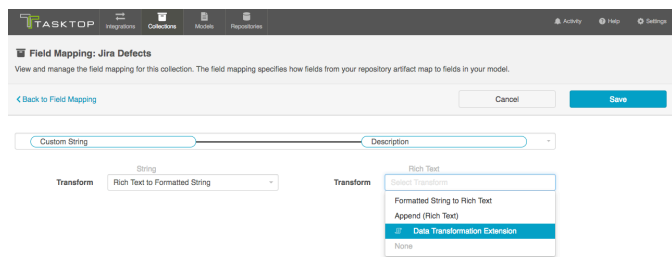 TASKTOP
Integrations
Collections
Models
Repositories
Activity
Help
Settings
Field Mapping: Jira Defects
View and manage the field mapping for this collection. The field mapping specifies how fields from your repository artifact map to fields in your model.
Back to Field Mapping
Cancel
Save
Custom String
Description
String
Rich Text
Transform
Rich Text to Formatted String
Transform
Select Transform
Formatted String to Rich Text
Append (Rich Text)
Data Transformation Extension
None